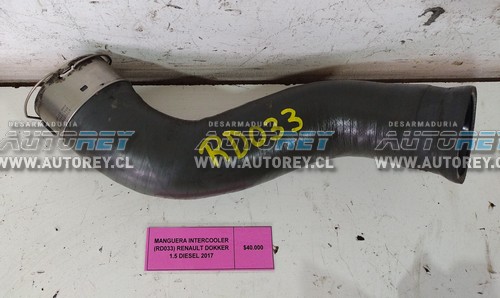 DESARMADURIA
AUTOREY
WWW.AUTOREY.CL
DESARMADURIA
AUTOREY
WWW.AUTOREY.CL
DESARMADURIA
AUTOREY
WWW.AUTOREY.CL
RD033
MANGUERA INTERCOOLER
(RD033) RENAULT DOKKER
1.5 DIESEL 2017
$40.000